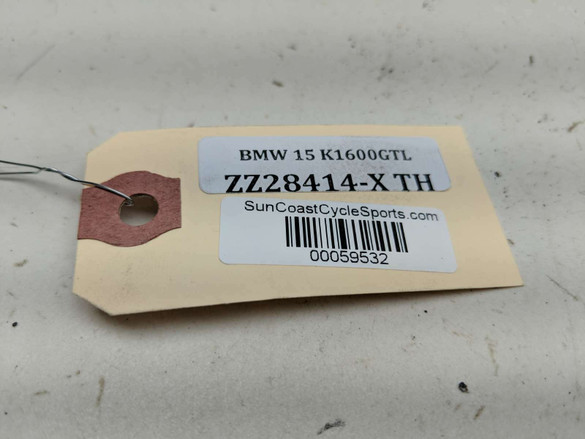 BMW 15 K1600GTL
ZZ28414-X TH
SunCoastCycleSports.com
00059532